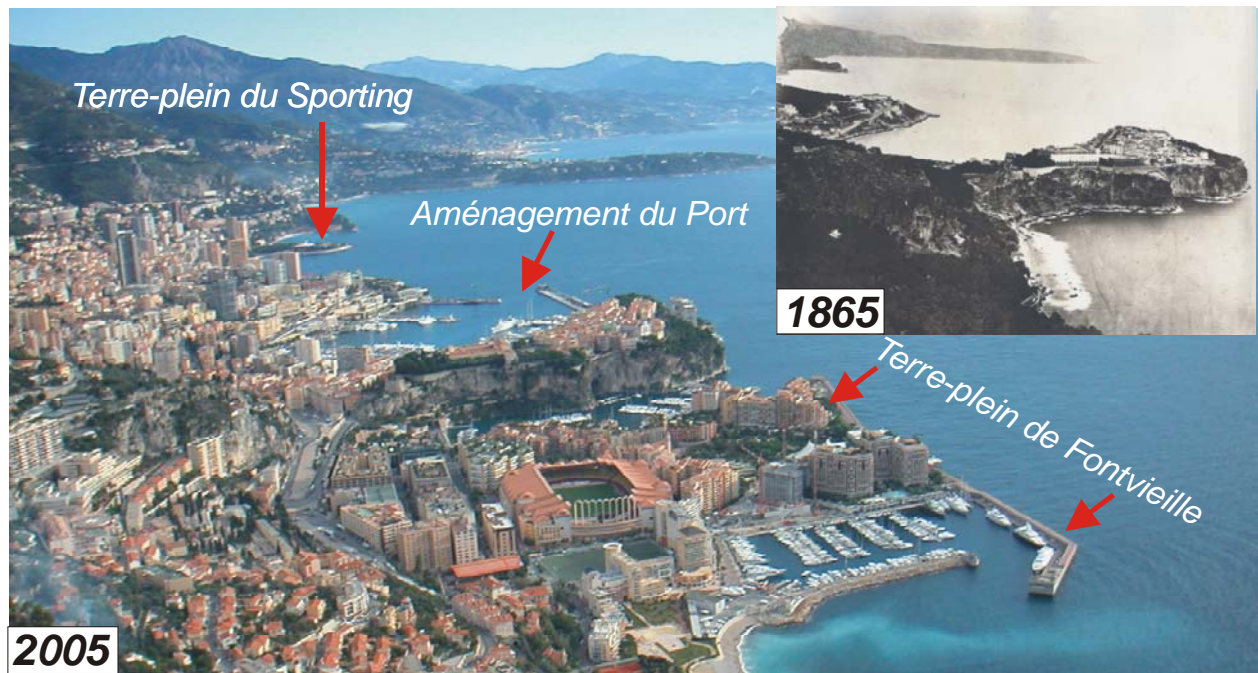 Terre-plein du Sporting
Aménagement du Port
1865
Terre-plein de Fontvieille
2005